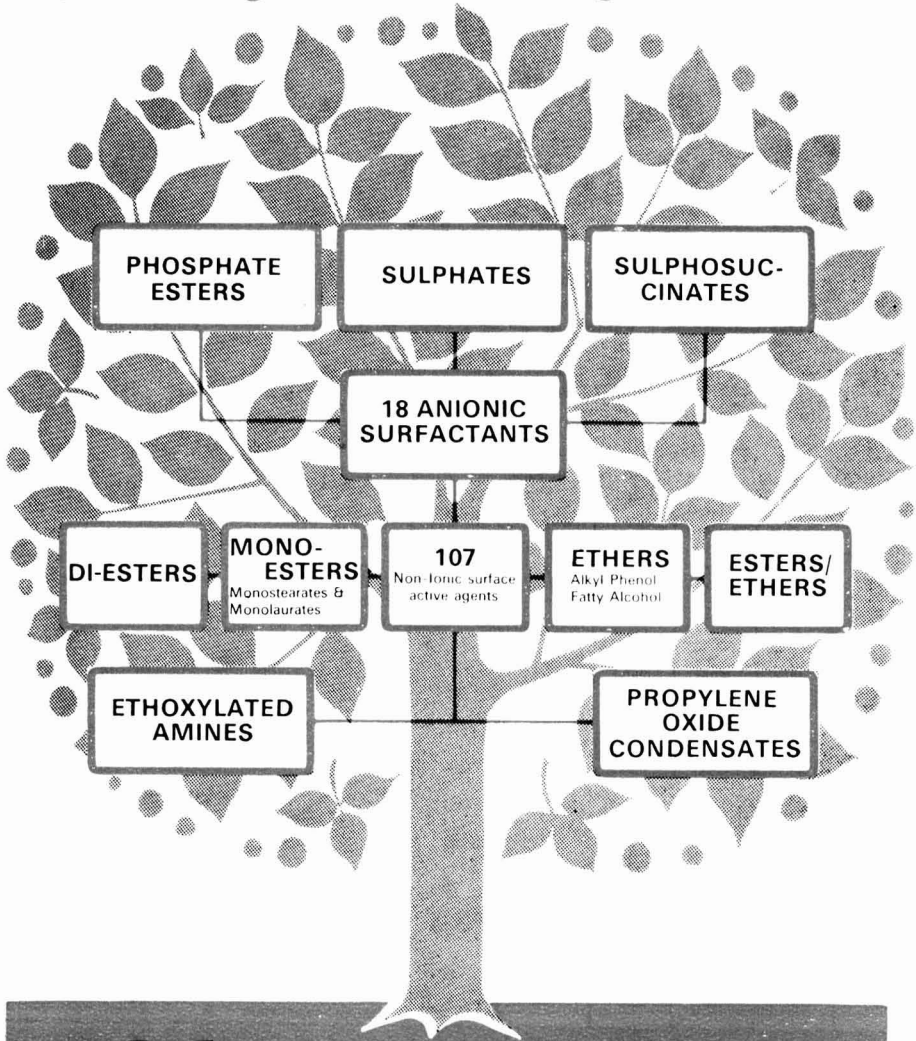 PHOSPHATE
ESTERS
SULPHATES
SULPHOSUC-
CINATES
18 ANIONIC
SURFACTANTS
DI-ESTERS
MONO-
ESTERS
Monostearates &
Monolaurates
107
Non-Ionic surface
active agents
ETHERS
Alkyl Phenol
Fatty Alcohol
ESTERS/
ETHERS
ETHOXYLATED
AMINES
PROPYLENE
OXIDE
CONDENSATES